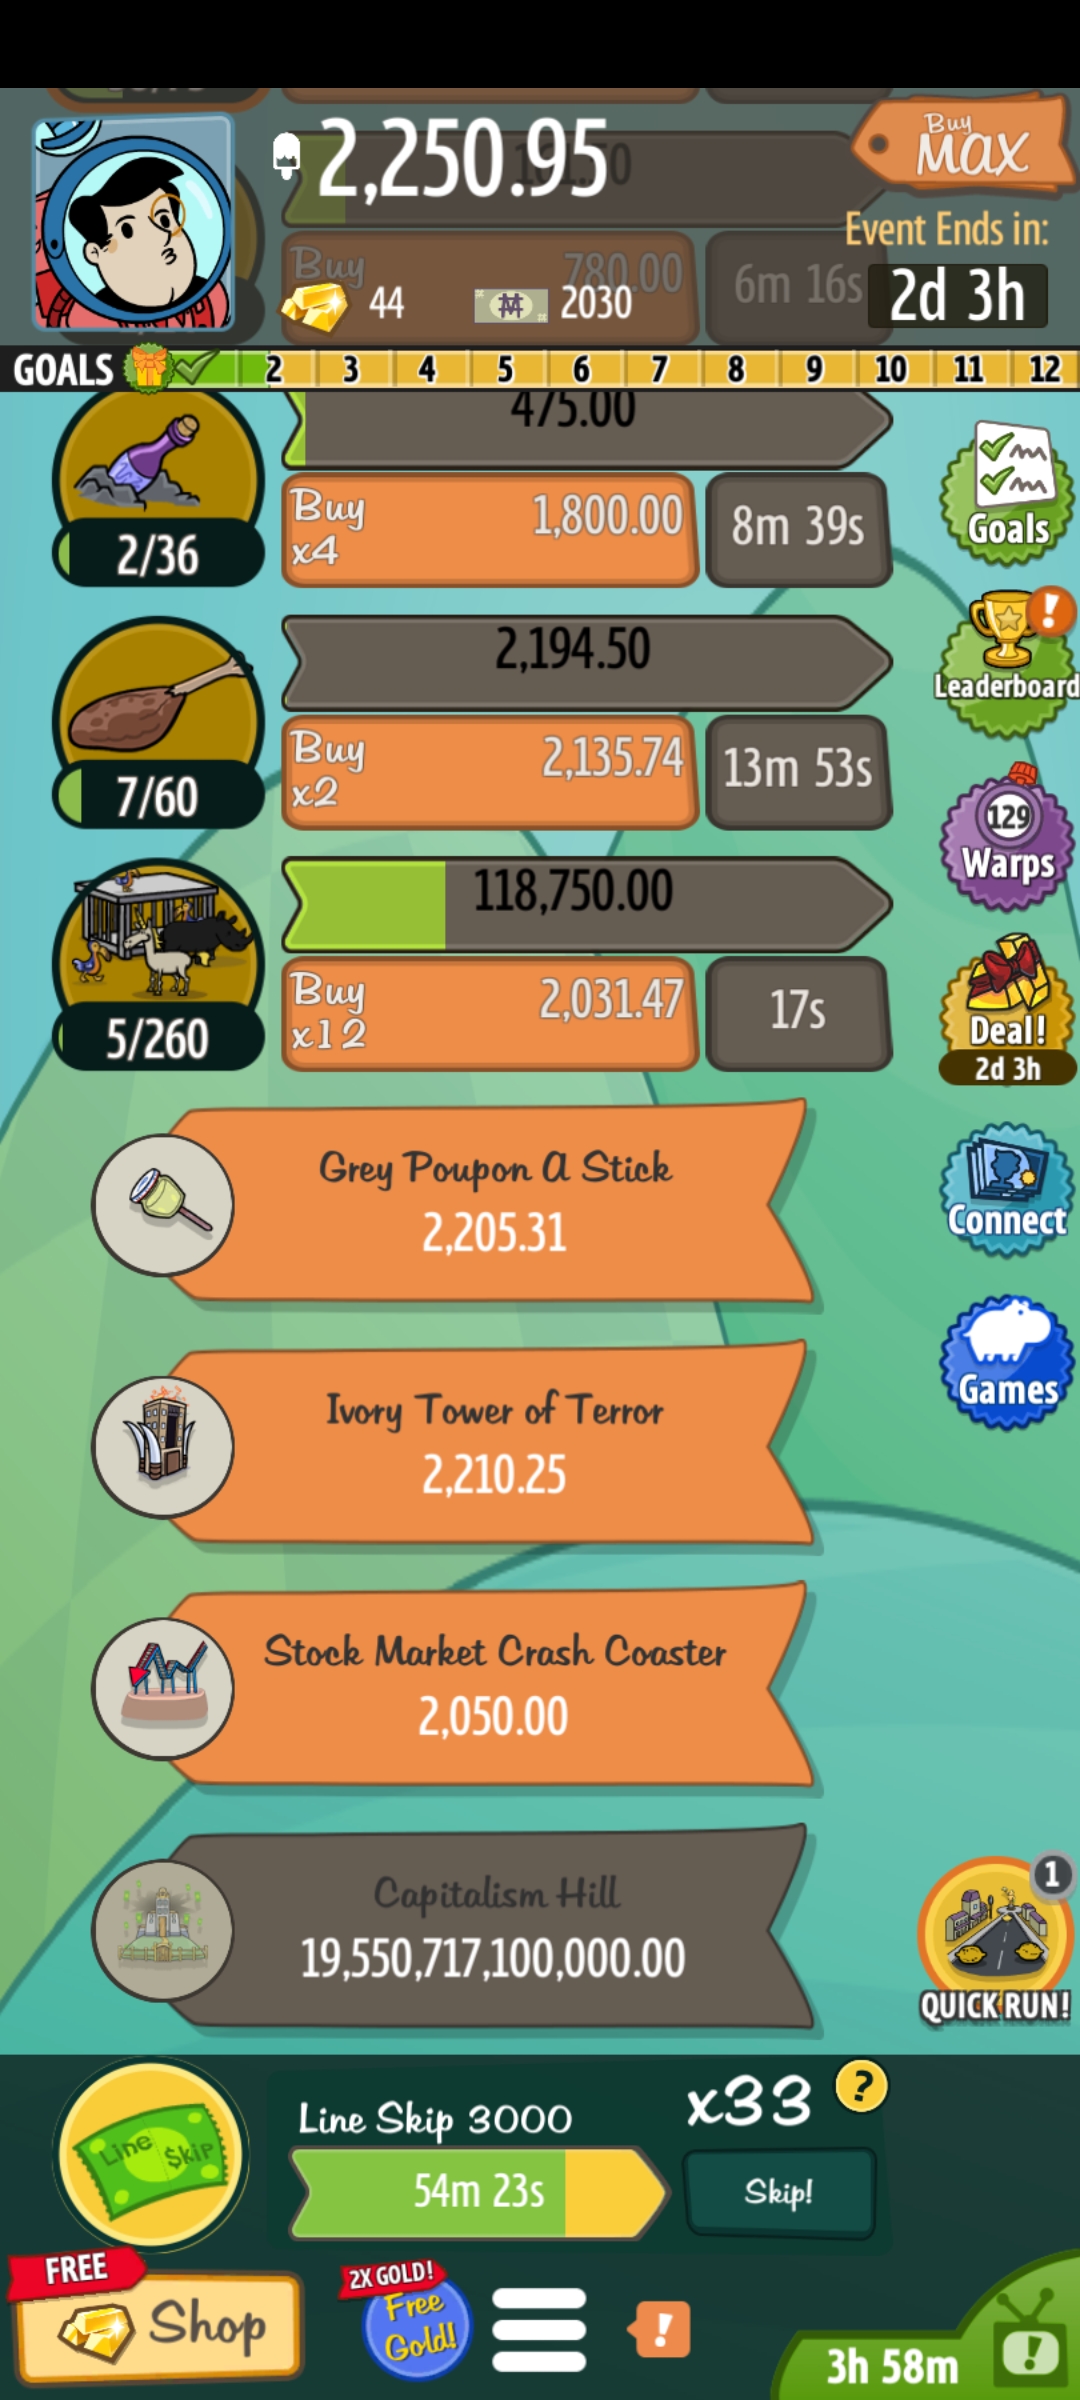 2,250.95
Buy
MAX
Event Ends in:
2d 3h
Buy
780.00
6m 16s
44
2030
GOALS
2
3
4
5
6
7
8
9
10
11
12
475.00
2/36
Buy
x4
1,800.00
8m 39s
Goals
2,194.50
7/60
Buy
x2
2,135.74
13m 53s
Leaderboard
118,750.00
5/260
Buy
x12
2,031.47
17s
129
Warps
Deal!
2d 3h
Grey Poupon A Stick
2,205.31
Connect
Ivory Tower of Terror
2,210.25
Games
Stock Market Crash Coaster
2,050.00
Capitalism Hill
19,550,717,100,000.00
1
QUICK RUN!
Line $kip
Line Skip 3000
54m 23s
x33
?
Skip!
FREE
Shop
2X GOLD!
Free
Gold!
!
3h 58m
!